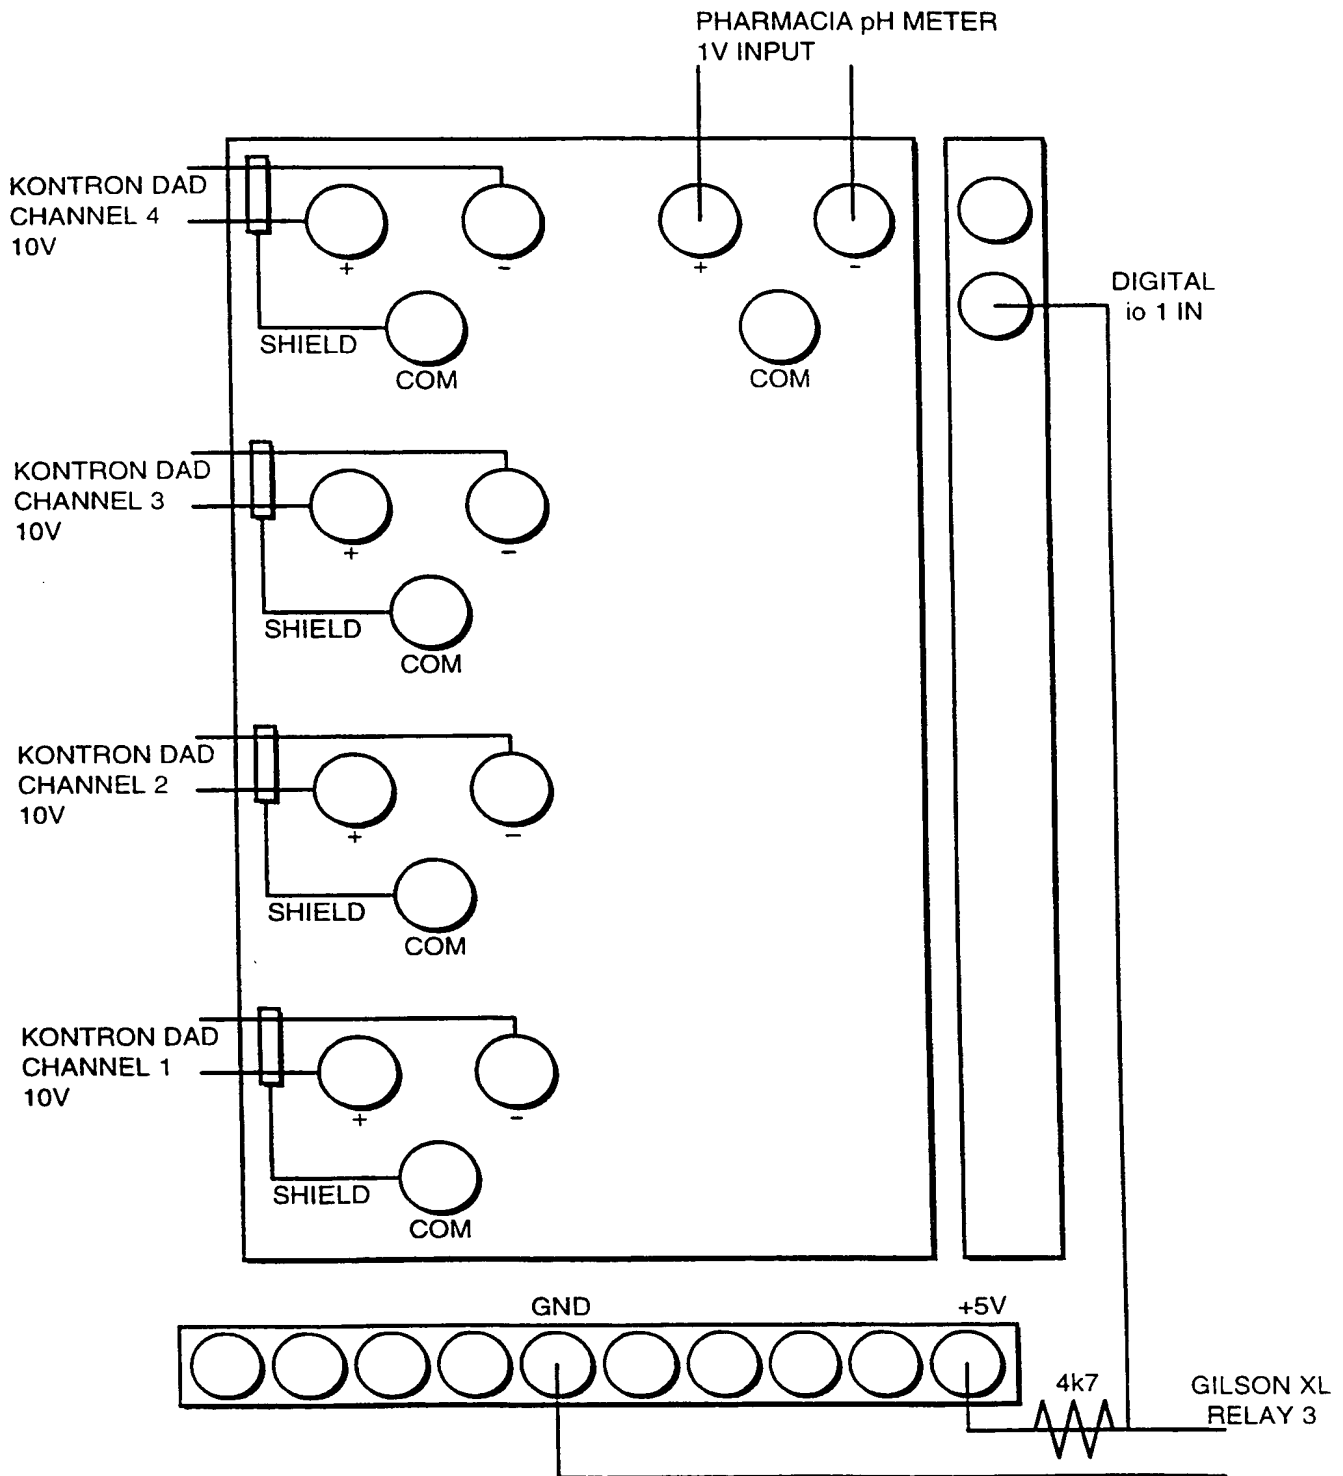 PHARMACIA pH METER
1V INPUT
KONTRON DAD
CHANNEL 4
10V
+
-
+
-
SHIELD
COM
COM
DIGITAL
io 1 IN
KONTRON DAD
CHANNEL 3
10V
+
-
SHIELD
COM
KONTRON DAD
CHANNEL 2
10V
+
-
SHIELD
COM
KONTRON DAD
CHANNEL 1
10V
+
-
SHIELD
COM
GND
+5V
4k7
GILSON XL
RELAY 3